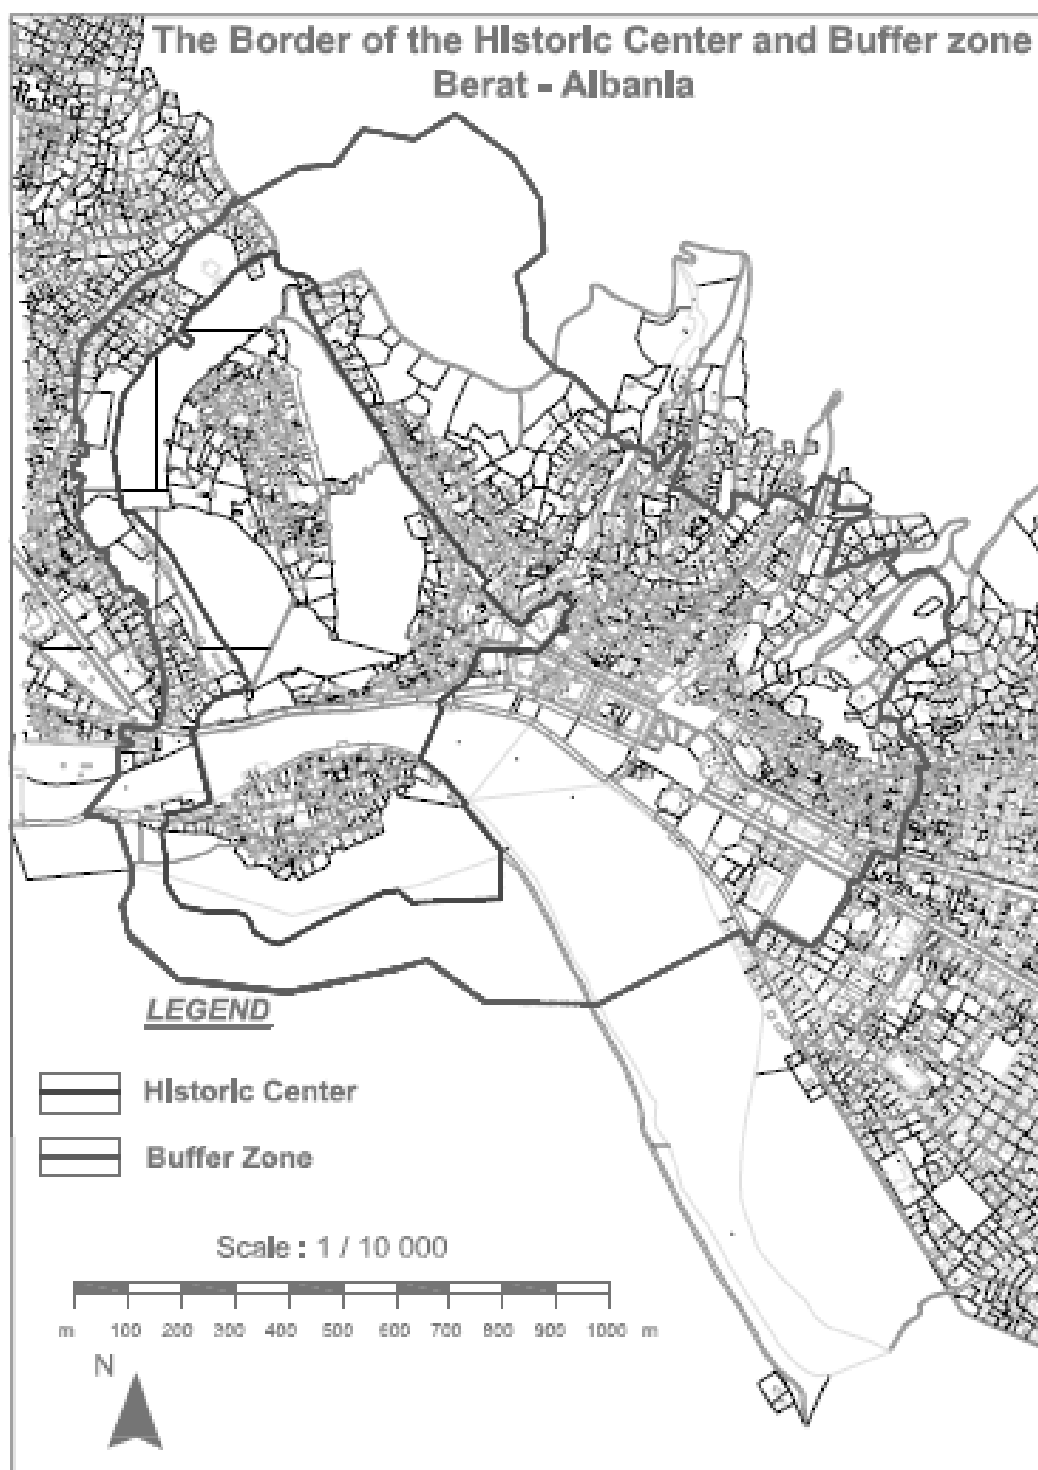 The Border of the Historic Center and Buffer zone
Berat - Albania
LEGEND
Historic Center
Buffer Zone
Scale : 1 / 10 000
m 100 200 300 400 500 600 700 800 900 1000 m
N